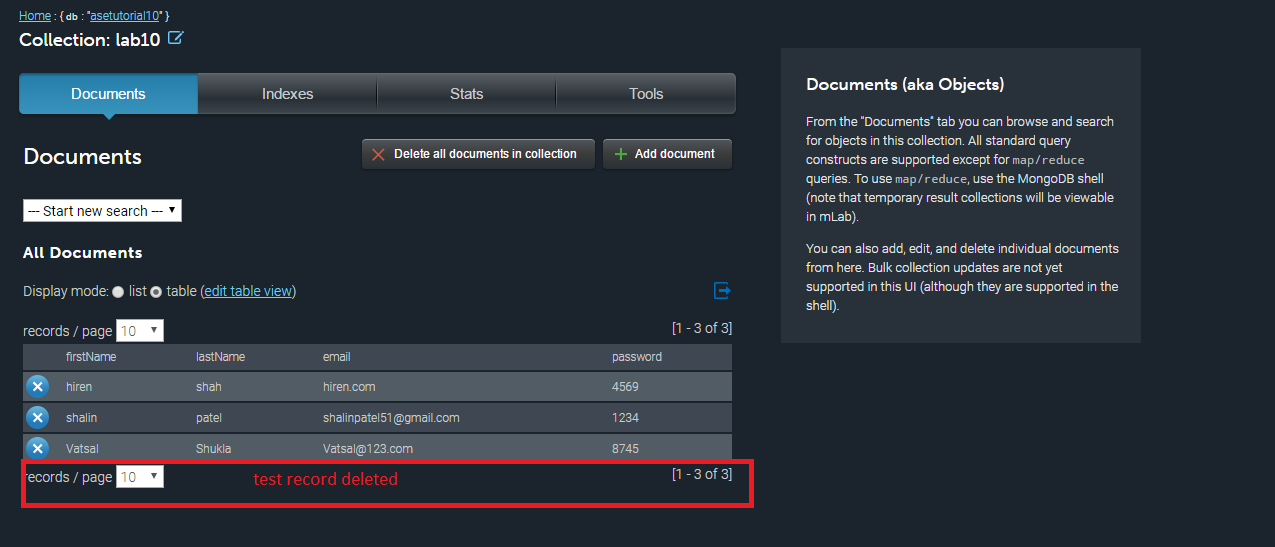 Home : { db : "asetutorial10" }
Collection: lab10
Documents Indexes Stats Tools
Documents
Delete all documents in collection
Add document
--- Start new search ---
All Documents
Display mode: list table (edit table view)
records / page 10 [1 - 3 of 3]
firstName lastName email password
hiren shah hiren.com 4569
shalin patel shalinpatel51@gmail.com 1234
Vatsal Shukla Vatsal@123.com 8745
records / page 10 test record deleted [1 - 3 of 3]
Documents (aka Objects)
From the "Documents" tab you can browse and search
for objects in this collection. All standard query
constructs are supported except for map/reduce
queries. To use map/reduce, use the MongoDB shell
(note that temporary result collections will be viewable
in mLab).
You can also add, edit, and delete individual documents
from here. Bulk collection updates are not yet
supported in this UI (although they are supported in the
shell).